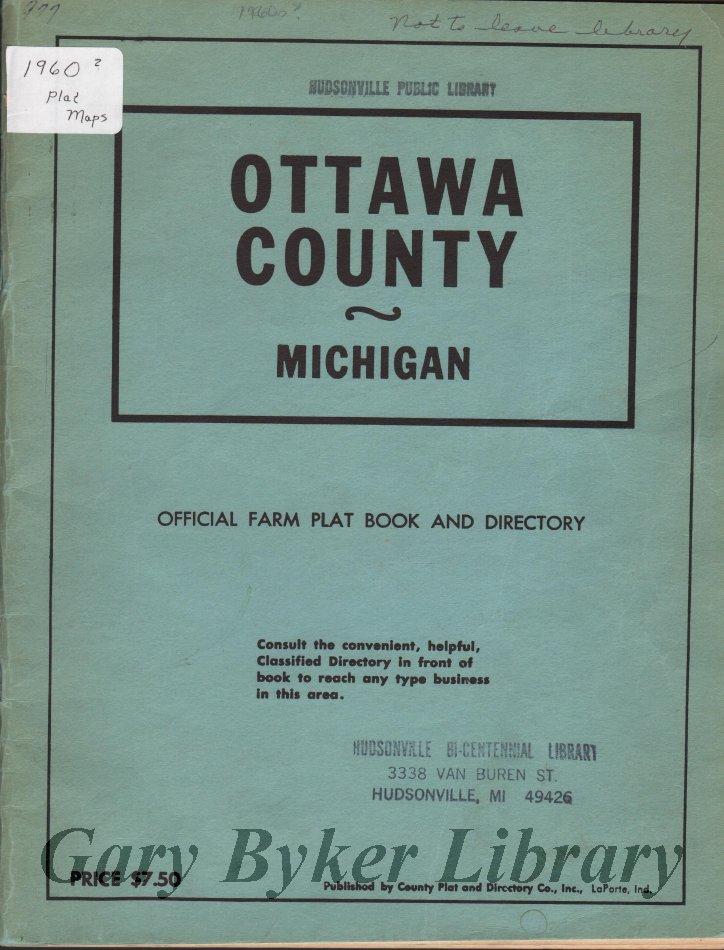 Not to leave library
1960 ?
Plat
Maps
HUDSONVILLE PUBLIC LIBRARY
OTTAWA
COUNTY
~
MICHIGAN
OFFICIAL FARM PLAT BOOK AND DIRECTORY
Consult the convenient, helpful,
Classified Directory in front of
book to reach any type business
in this area.
HUDSONVILLE BI-CENTENNIAL LIBRARY
3338 VAN BUREN ST.
HUDSONVILLE, MI 49426
Gary Byker Library
PRICE $7.50
Published by County Plat and Directory Co., Inc., LaPorte, Ind.